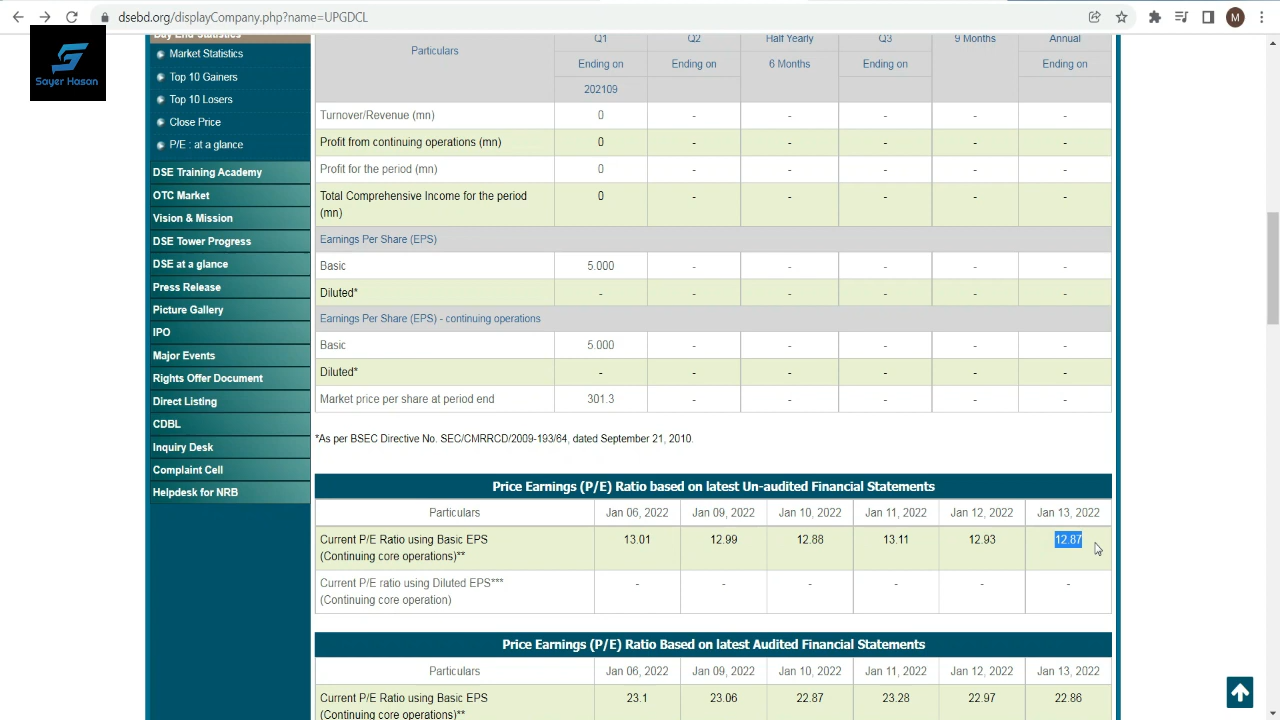 dsebd.org/displayCompany.php?name=UPGDCL
M
Sayer Hasan
Day End Statistics
Market Statistics
Top 10 Gainers
Top 10 Losers
Close Price
P/E : at a glance
DSE Training Academy
OTC Market
Vision & Mission
DSE Tower Progress
DSE at a glance
Press Release
Picture Gallery
IPO
Major Events
Rights Offer Document
Direct Listing
CDBL
Inquiry Desk
Complaint Cell
Helpdesk for NRB
Particulars Q1 Q2 Half Yearly Q3 9 Months Annual
Ending on Ending on 6 Months Ending on Ending on
202109
Turnover/Revenue (mn) 0 - - - - -
Profit from continuing operations (mn) 0 - - - - -
Profit for the period (mn) 0 - - - - -
Total Comprehensive Income for the period 0 - - - - -
(mn)
Earnings Per Share (EPS)
Basic 5.000 - - - - -
Diluted* - - - - - -
Earnings Per Share (EPS) - continuing operations
Basic 5.000 - - - - -
Diluted* - - - - - -
Market price per share at period end 301.3 - - - - -
*As per BSEC Directive No. SEC/CMRRCD/2009-193/64, dated September 21, 2010.
Price Earnings (P/E) Ratio based on latest Un-audited Financial Statements
Particulars Jan 06, 2022 Jan 09, 2022 Jan 10, 2022 Jan 11, 2022 Jan 12, 2022 Jan 13, 2022
Current P/E Ratio using Basic EPS 13.01 12.99 12.88 13.11 12.93 12.87
(Continuing core operations)**
Current P/E ratio using Diluted EPS*** - - - - - -
(Continuing core operation)
Price Earnings (P/E) Ratio Based on latest Audited Financial Statements
Particulars Jan 06, 2022 Jan 09, 2022 Jan 10, 2022 Jan 11, 2022 Jan 12, 2022 Jan 13, 2022
Current P/E Ratio using Basic EPS 23.1 23.06 22.87 23.28 22.97 22.86
(Continuing core operations)**